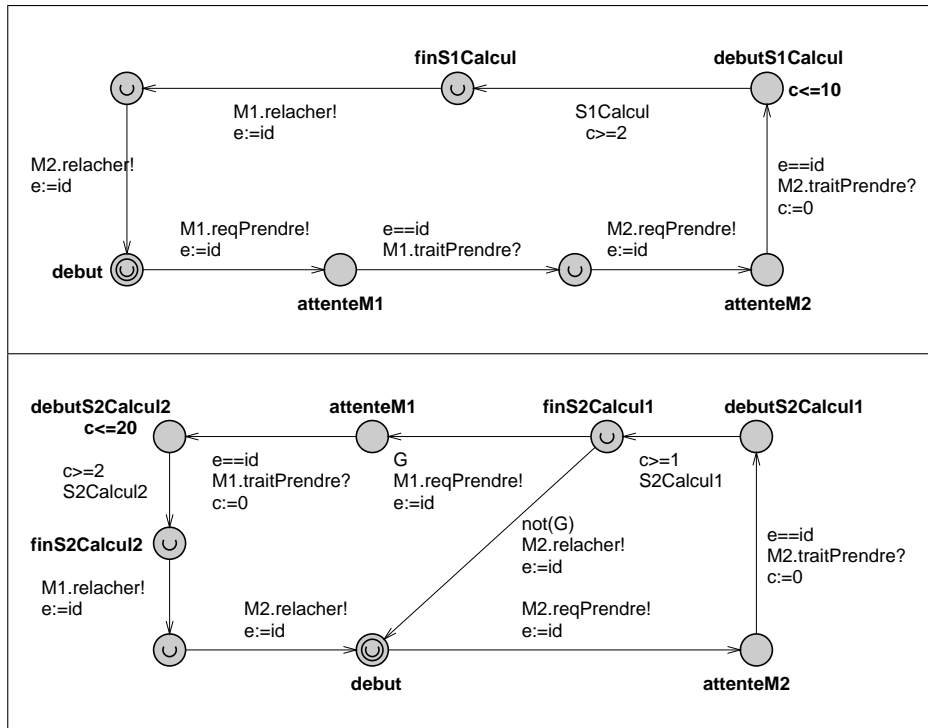 finS1Calcul
debutS1Calcul
c<=10
M1.relacher!
e:=id
S1Calcul
c>=2
M2.relacher!
e:=id
e==id
M2.traitPrendre?
c:=0
M1.reqPrendre!
e:=id
e==id
M1.traitPrendre?
M2.reqPrendre!
e:=id
debut
attenteM1
attenteM2
debutS2Calcul2
c<=20
attenteM1
finS2Calcul1
debutS2Calcul1
c>=2
S2Calcul2
e==id
M1.traitPrendre?
c:=0
G
M1.reqPrendre!
e:=id
c>=1
S2Calcul1
not(G)
M2.relacher!
e:=id
e==id
M2.traitPrendre?
c:=0
finS2Calcul2
M1.relacher!
e:=id
M2.relacher!
e:=id
M2.reqPrendre!
e:=id
debut
attenteM2